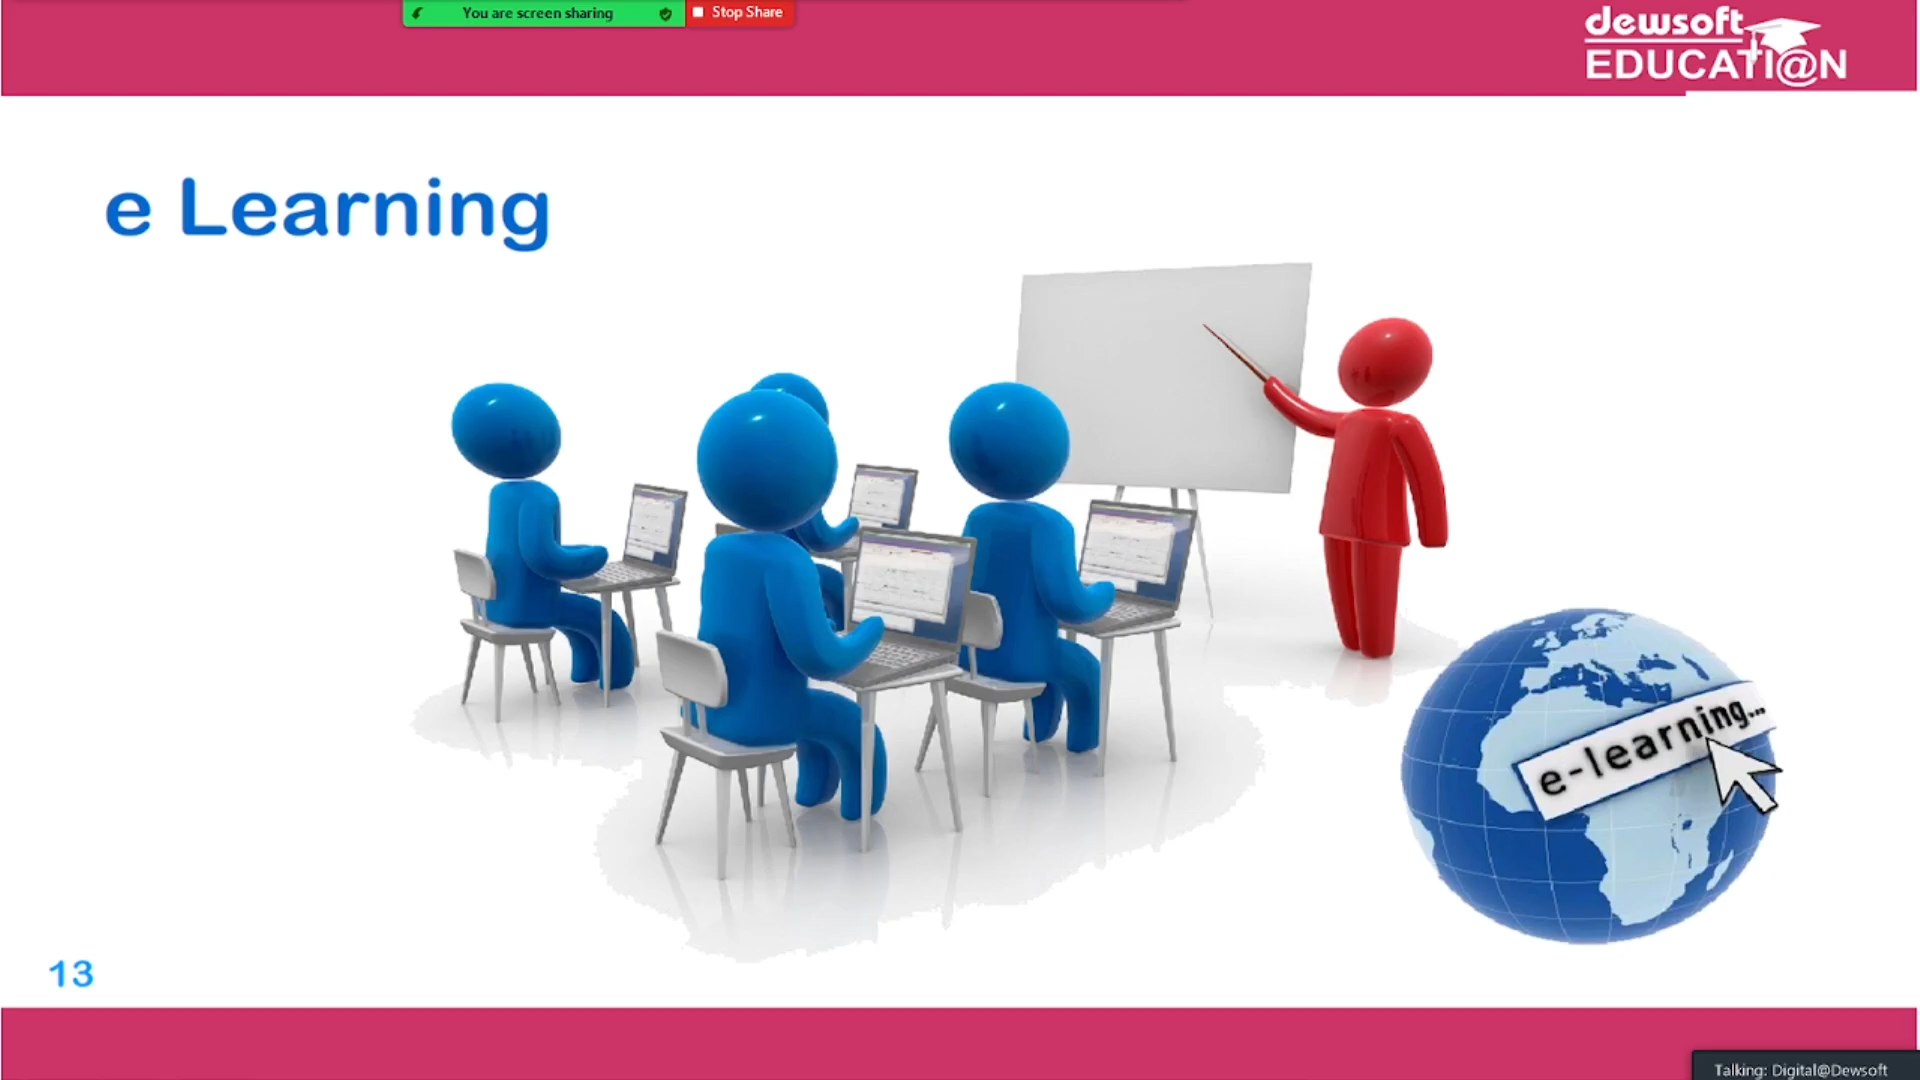 You are screen sharing
Stop Share
dewsoft
EDUCATI@N
e Learning
e-learning...
13
Talking: Digital@Dewsoft